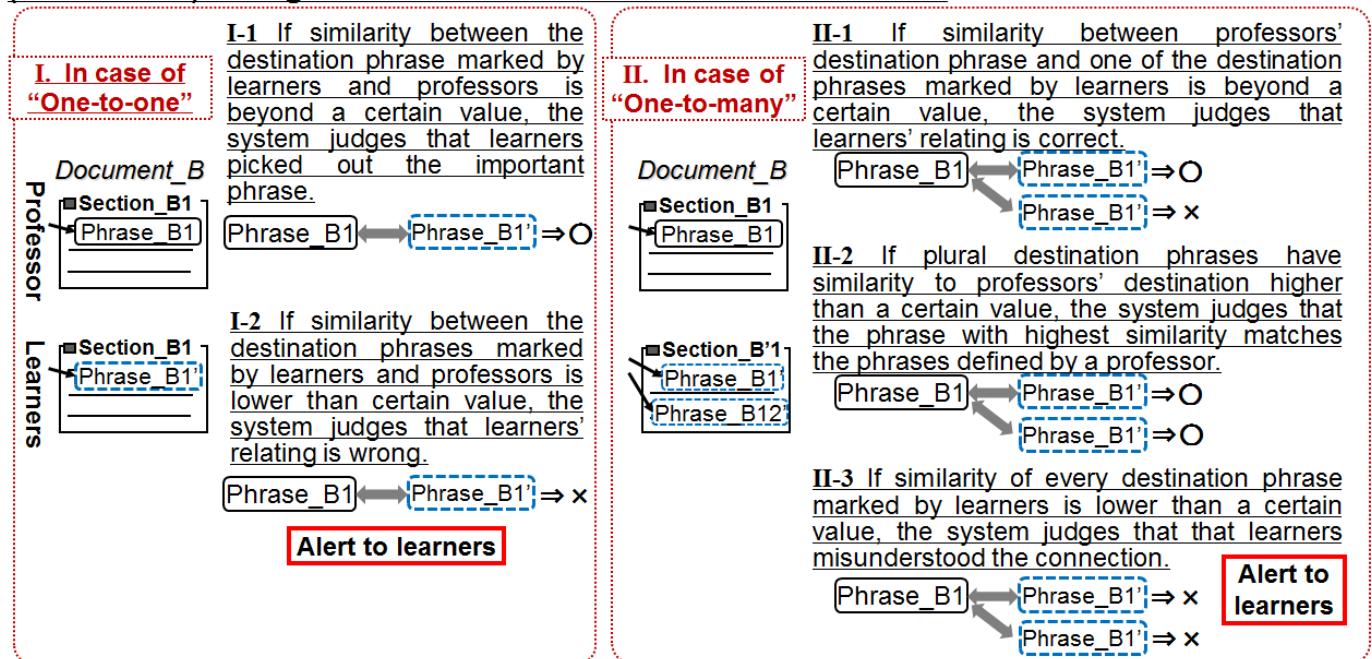 I. In case of
“One-to-one”
Document_B
Professor
Section_B1
Phrase_B1
Learners
Section_B1
Phrase_B1’
I-1 If similarity between the
destination phrase marked by
learners and professors is
beyond a certain value, the
system judges that learners
picked out the important
phrase.
Phrase_B1 Phrase_B1’ ⇒ O
I-2 If similarity between the
destination phrases marked
by learners and professors is
lower than certain value, the
system judges that learners’
relating is wrong.
Phrase_B1 Phrase_B1’ ⇒ ×
Alert to learners
II. In case of
“One-to-many”
Document_B
Section_B1
Phrase_B1
Section_B’1
Phrase_B1’
Phrase_B12’
II-1 If similarity between professors’
destination phrase and one of the destination
phrases marked by learners is beyond a
certain value, the system judges that
learners’ relating is correct.
Phrase_B1 Phrase_B1’ ⇒ O
Phrase_B1’ ⇒ ×
II-2 If plural destination phrases have
similarity to professors’ destination higher
than a certain value, the system judges that
the phrase with highest similarity matches
the phrases defined by a professor.
Phrase_B1 Phrase_B1’ ⇒ O
Phrase_B1’ ⇒ O
II-3 If similarity of every destination phrase
marked by learners is lower than a certain
value, the system judges that that learners
misunderstood the connection.
Phrase_B1 Phrase_B1’ ⇒ ×
Phrase_B1’ ⇒ ×
Alert to
learners